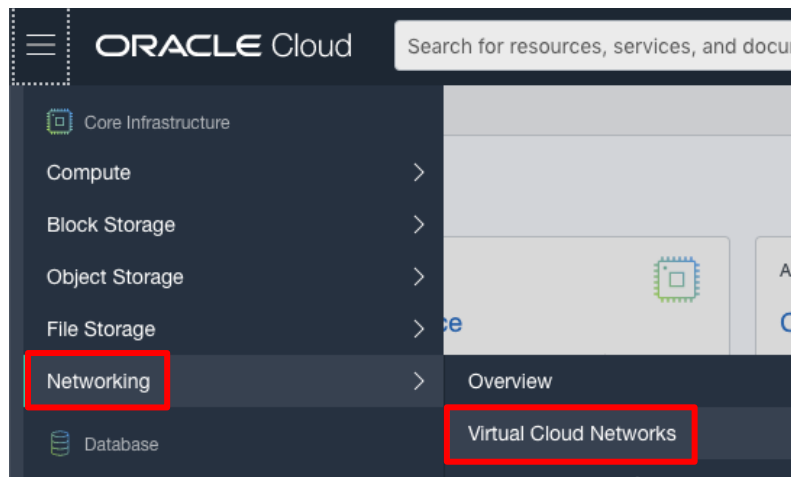 ORACLE Cloud
Search for resources, services, and docu
Core Infrastructure
Compute
Block Storage
Object Storage
File Storage
Networking
Database
Overview
Virtual Cloud Networks